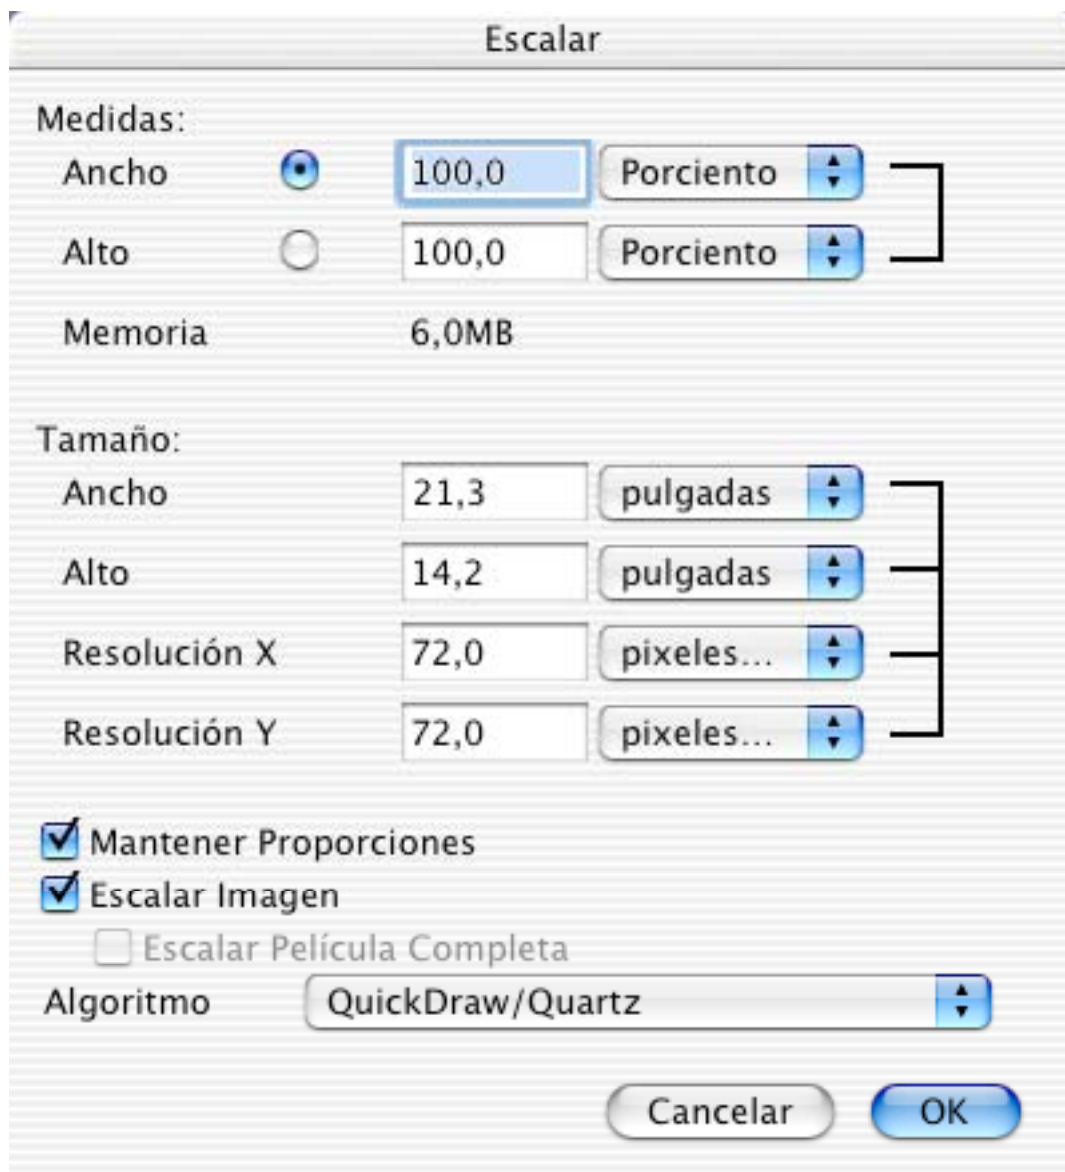 Escalar
Medidas:
Ancho 100,0 Porciento
Alto 100,0 Porciento
Memoria 6,0MB
Tamaño:
Ancho 21,3 pulgadas
Alto 14,2 pulgadas
Resolución X 72,0 pixeles...
Resolución Y 72,0 pixeles...
Mantener Proporciones
Escalar Imagen
Escalar Película Completa
Algoritmo QuickDraw/Quartz
Cancelar OK